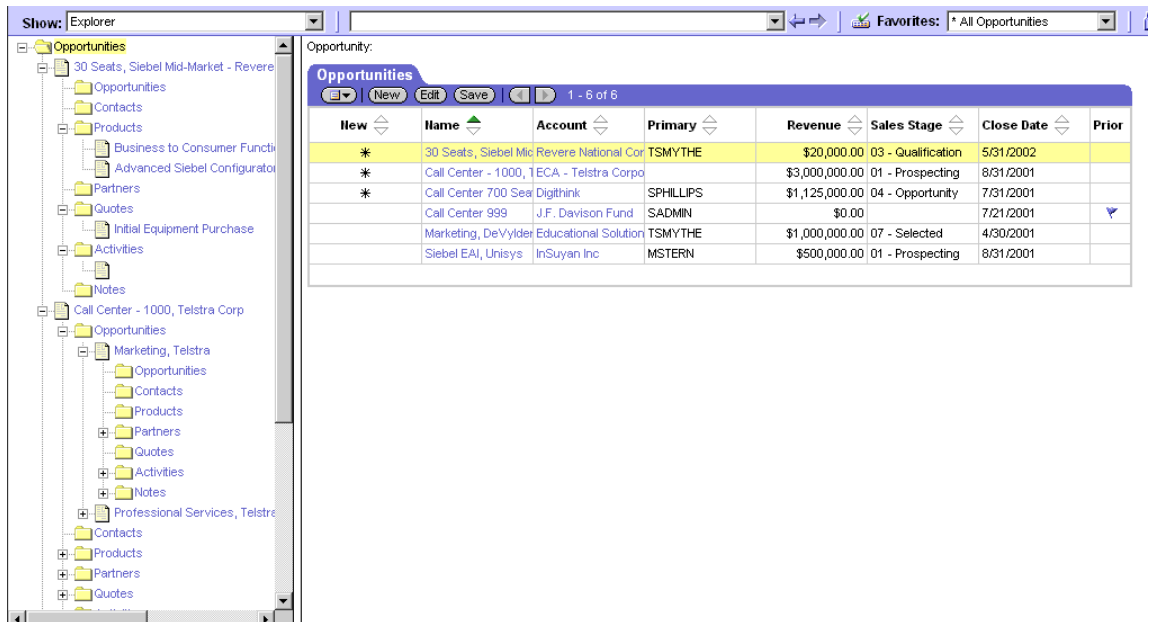 Show: Explorer Favorites: * All Opportunities
Opportunities
30 Seats, Siebel Mid-Market - Revere
Opportunities
Contacts
Products
Business to Consumer Functi
Advanced Siebel Configurator
Partners
Quotes
Initial Equipment Purchase
Activities
Notes
Call Center - 1000, Telstra Corp
Opportunities
Marketing, Telstra
Opportunities
Contacts
Products
Partners
Quotes
Activities
Notes
Professional Services, Telstra
Contacts
Products
Partners
Quotes
Opportunity:
Opportunities
New Edit Save 1 - 6 of 6
New Name Account Primary Revenue Sales Stage Close Date Prior
* 30 Seats, Siebel Mid Revere National Cor TSMYTHE $20,000.00 03 - Qualification 5/31/2002
* Call Center - 1000, T ECA - Telstra Corpo $3,000,000.00 01 - Prospecting 8/31/2001
* Call Center 700 Sea Digithink SPHILLIPS $1,125,000.00 04 - Opportunity 7/31/2001
Call Center 999 J.F. Davison Fund SADMIN $0.00 7/21/2001
Marketing, DeVylder Educational Solution TSMYTHE $1,000,000.00 07 - Selected 4/30/2001
Siebel EAI, Unisys InSuyan Inc MSTERN $500,000.00 01 - Prospecting 8/31/2001